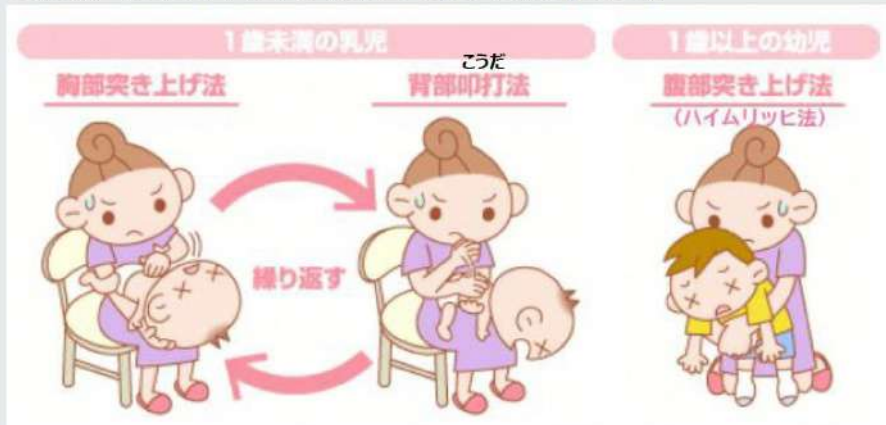 1歳未満の乳児
1歳以上の幼児
胸部突き上げ法
こうだ
背部叩打法
腹部突き上げ法
(ハイムリッヒ法)
繰り返す